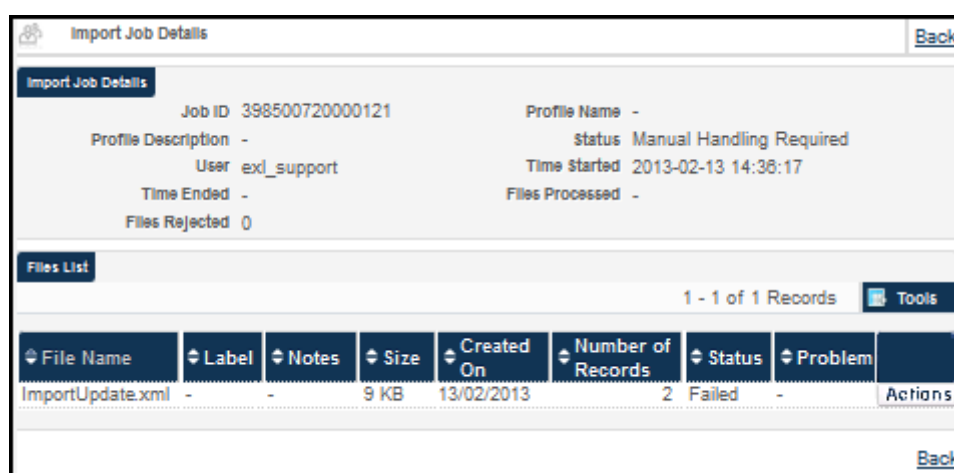 Import Job Details Back
Import Job Details
Job ID 398500720000121 Profile Name -
Profile Description - Status Manual Handling Required
User exl_support Time Started 2013-02-13 14:36:17
Time Ended - Files Processed -
Files Rejected 0
Files List
1 - 1 of 1 Records Tools
File Name Label Notes Size Created On Number of Records Status Problem
ImportUpdate.xml - - 9 KB 13/02/2013 2 Failed - Actions
Back